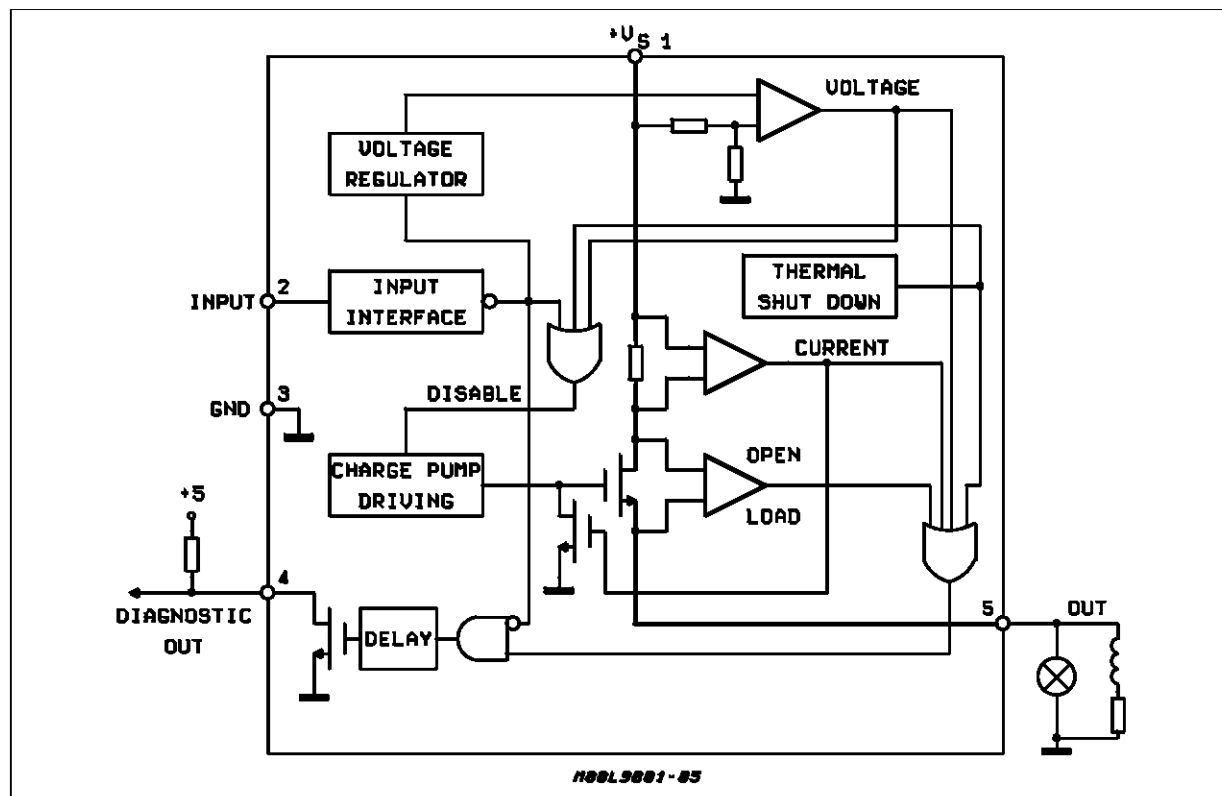 +VS 1
VOLTAGE
VOLTAGE
REGULATOR
2
INPUT
INPUT
INTERFACE
THERMAL
SHUT DOWN
CURRENT
3
GND
DISABLE
CHARGE PUMP
DRIVING
OPEN
LOAD
+5
4
DIAGNOSTIC
OUT
DELAY
5
OUT
M88L9801-05